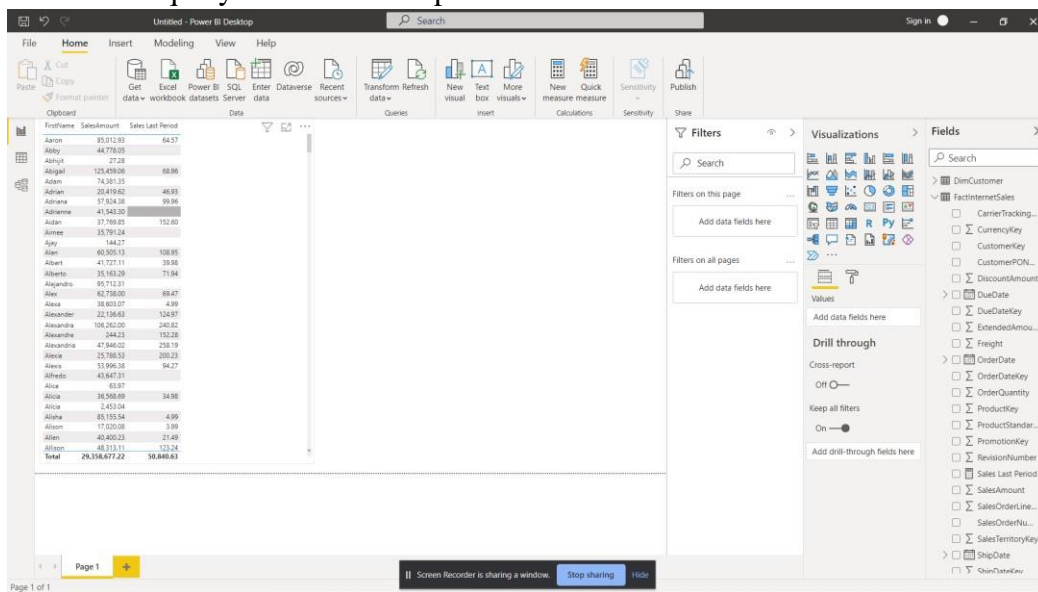 Untitled - Power BI Desktop
Search
Sign in
File Home Insert Modeling View Help
Paste
Cut
Copy
Format painter
Get data
Excel workbook
Power BI datasets
SQL Server
Enter data
Dataverse
Recent sources
Transform data
Refresh
New visual
Text box
More visuals
New measure
Quick measure
Sensitivity
Publish
Clipboard
Data
Queries
Insert
Calculations
Sensitivity
Share
FirstName SalesAmount Sales Last Period
Aaron 85,012.93 64.57
Abby 44,778.05
Abhijit 27.28
Abigail 125,459.06 68.96
Adam 74,381.35
Adrian 20,419.62 46.93
Adriana 57,924.38 99.96
Adrienne 41,543.30
Aidan 37,769.85 152.60
Aimee 35,791.24
Ajay 144.27
Alan 60,505.13 108.95
Albert 41,727.11 39.98
Alberto 35,163.29 71.94
Alejandro 95,712.31
Alex 62,738.00 69.47
Alexa 38,603.07 4.99
Alexander 22,136.63 124.97
Alexandra 106,262.00 240.82
Alexandre 244.23 152.28
Alexandria 47,946.02 258.19
Alexia 25,788.53 200.23
Alexis 53,996.38 94.27
Alfredo 43,647.31
Alice 63.97
Alicia 36,568.69 34.98
Alicia 2,453.04
Alisha 85,155.54 4.99
Alison 17,020.08 3.99
Allen 40,400.23 21.49
Allison 48,313.11 123.24
Total 29,358,677.22 50,840.63
Filters
Search
Filters on this page ...
Add data fields here
Filters on all pages ...
Add data fields here
Visualizations
R Py
...
Values
Add data fields here
Drill through
Cross-report
Off
Keep all filters
On
Add drill-through fields here
Fields
Search
DimCustomer
FactInternetSales
CarrierTracking...
CurrencyKey
CustomerKey
CustomerPON...
DiscountAmount
DueDate
DueDateKey
ExtendedAmou...
Freight
OrderDate
OrderDateKey
OrderQuantity
ProductKey
ProductStandar...
PromotionKey
RevisionNumber
Sales Last Period
SalesAmount
SalesOrderLine...
SalesOrderNu...
SalesTerritoryKey
ShipDate
ShipDateKey
Page 1
Screen Recorder is sharing a window. Stop sharing Hide
Page 1 of 1